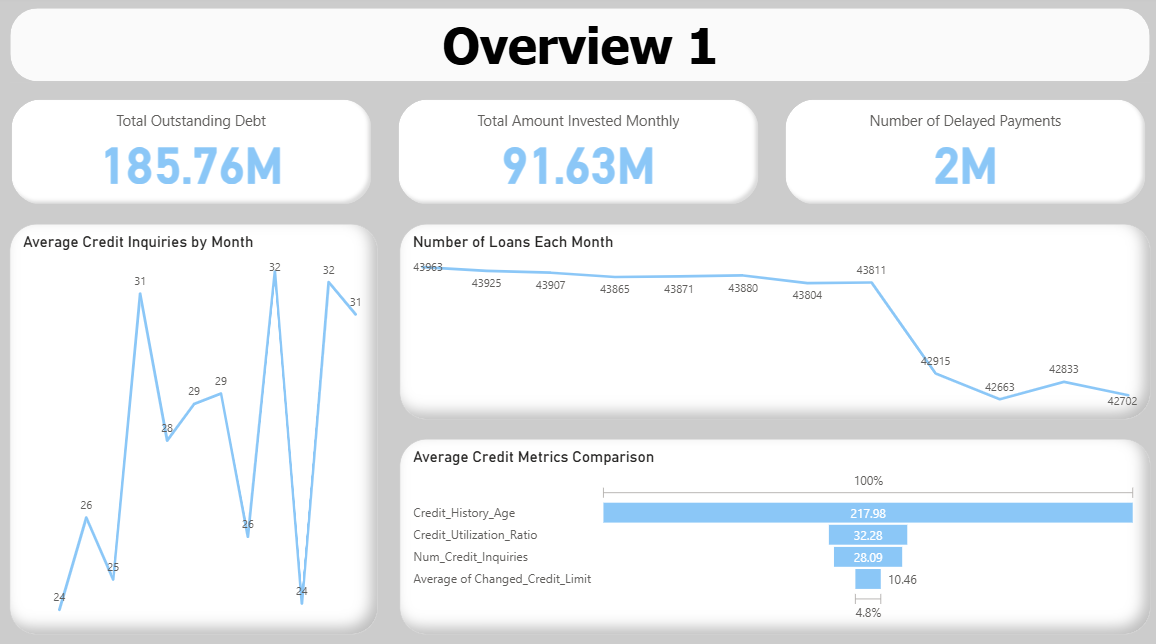 Overview 1
Total Outstanding Debt
185.76M
Total Amount Invested Monthly
91.63M
Number of Delayed Payments
2M
Average Credit Inquiries by Month
24
26
25
31
28
29
29
26
32
24
32
31
Number of Loans Each Month
43963
43925
43907
43865
43871
43880
43804
43811
42915
42663
42833
42702
Average Credit Metrics Comparison
100%
Credit_History_Age 217.98
Credit_Utilization_Ratio 32.28
Num_Credit_Inquiries 28.09
Average of Changed_Credit_Limit 10.46
4.8%